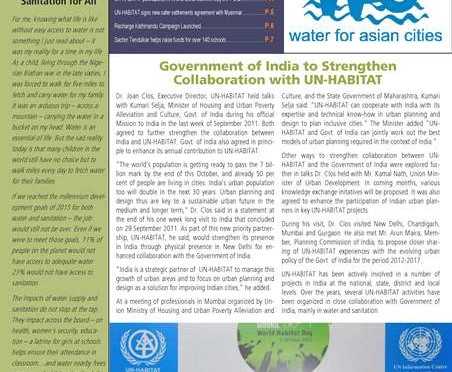 Sanitation for All
For me, knowing what life is like
without easy access to water is not
something I just read about – it
was my reality for a time in my life.
As a child, living through the Nige-
rian Biafran war in the late sixties, I
was forced to walk for five miles to
fetch and carry water for my family.
It was an arduous trip – across a
mountain – carrying the water in a
bucket on my head. Water is an
essential of life. But the sad reality
today is that many children in the
world still have no choice but to
walk miles every day to fetch water
for their families.
If we reached the millennium devel-
opment goals of 2015 for both
water and sanitation – the job
would still not be over. Even if we
were to meet those goals, 11% of
people on the planet would not
have access to adequate water.
23% would not have access to
sanitation.
The impacts of water supply and
sanitation do not stop at the tap.
They impact across the board – on
health, women's security, educa-
tion – a latrine for girls at schools
helps ensure their attendance in
classroom... and water nearby frees
UN-HABITAT signs new safe settlements agreement with Myanmar P-5
Recharge Kathmandu Campaign Launched P-6
Sachin Tendulkar helps raise funds for over 140 schools P-7
water for asian cities
Government of India to Strengthen
Collaboration with UN-HABITAT
Dr. Joan Clos, Executive Director, UN-HABITAT held talks
with Kumari Selja, Minister of Housing and Urban Poverty
Alleviation and Culture, Govt. of India during his official
Mission to India in the last week of September 2011. Both
agreed to further strengthen the collaboration between
India and UN-HABITAT. Govt. of India also agreed in princi-
ple to enhance its annual contribution to UN-HABITAT.
"The world's population is getting ready to pass the 7 bil-
lion mark by the end of this October, and already 50 per
cent of people are living in cities. India's urban population
too will double in the next 30 years. Urban planning and
design thus are key to a sustainable urban future in the
medium and longer term," Dr. Clos said in a statement at
the end of his one week long visit to India that concluded
on 29 September 2011. As part of this new priority partner-
ship, UN-HABITAT, he said, would strengthen its presence
in India through physical presence in New Delhi for en-
hanced collaboration with the Government of India.
"India is a strategic partner of UN-HABITAT to manage this
growth of urban areas and to focus on urban planning and
design as a solution for improving Indian cities," he added.
At a meeting of professionals in Mumbai organized by Un-
ion Ministry of Housing and Urban Poverty Alleviation and
Culture, and the State Government of Maharashtra, Kumari
Selja said: "UN-HABITAT can cooperate with India with its
expertise and technical know-how in urban planning and
design to plan inclusive cities." The Minister added "UN-
HABITAT and Govt. of India can jointly work out the best
models of urban planning required in the context of India."
Other ways to strengthen collaboration between UN-
HABITAT and the Government of India were explored fur-
ther in talks Dr. Clos held with Mr. Kamal Nath, Union Min-
ister of Urban Development. In coming months, various
knowledge exchange initiatives will be proposed. It was also
agreed to enhance the participation of Indian urban plan-
ners in key UN-HABITAT projects.
During his visit, Dr. Clos visited New Delhi, Chandigarh,
Mumbai and Gurgaon. He also met Mr. Arun Maira, Mem-
ber, Planning Commission of India, to propose closer shar-
ing of UN-HABITAT experiences with the evolving urban
policy of the Govt. of India for the period 2012-2017.
UN-HABITAT has been actively involved in a number of
projects in India at the national, state, district and local
levels. Over the years, several UN-HABITAT activities have
been organized in close collaboration with Government of
India, mainly in water and sanitation.
World Habitat Day
UN-HABITAT
UN Information Centre